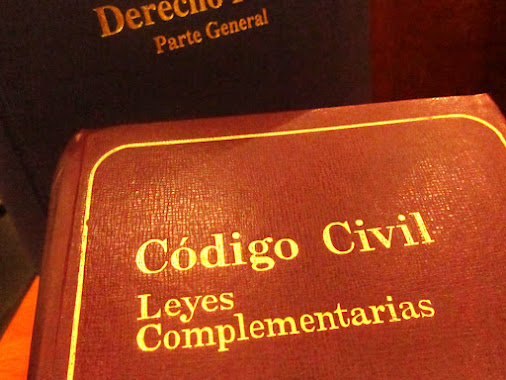 Derecho
Parte General
Código Civil
Leyes
Complementarias